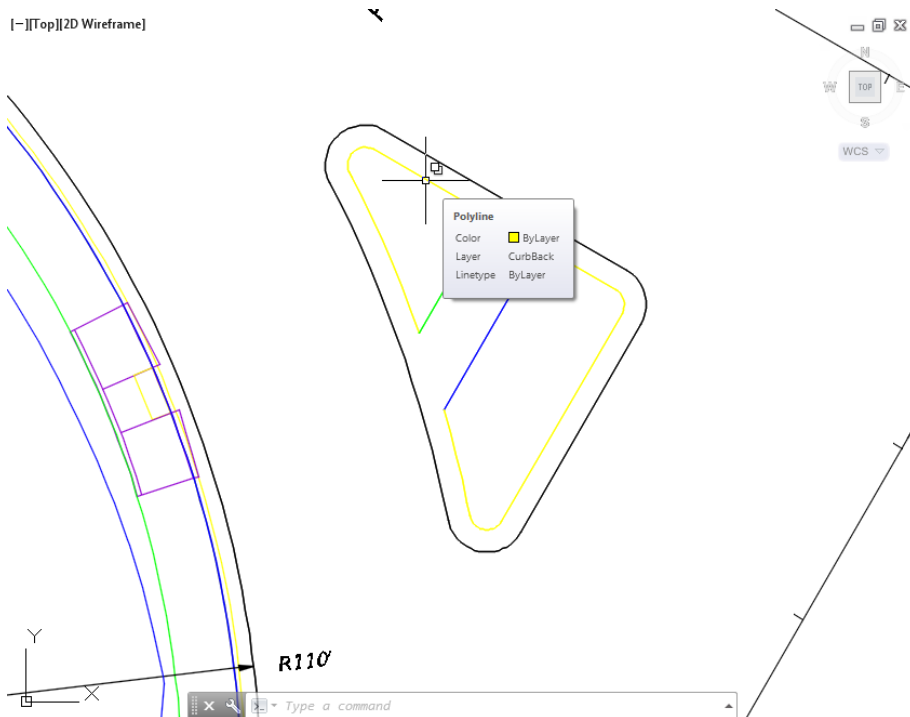 [−][Top][2D Wireframe]
N
W
TOP
E
S
WCS
Polyline
Color ByLayer
Layer CurbBack
Linetype ByLayer
R110'
Y
X
Type a command